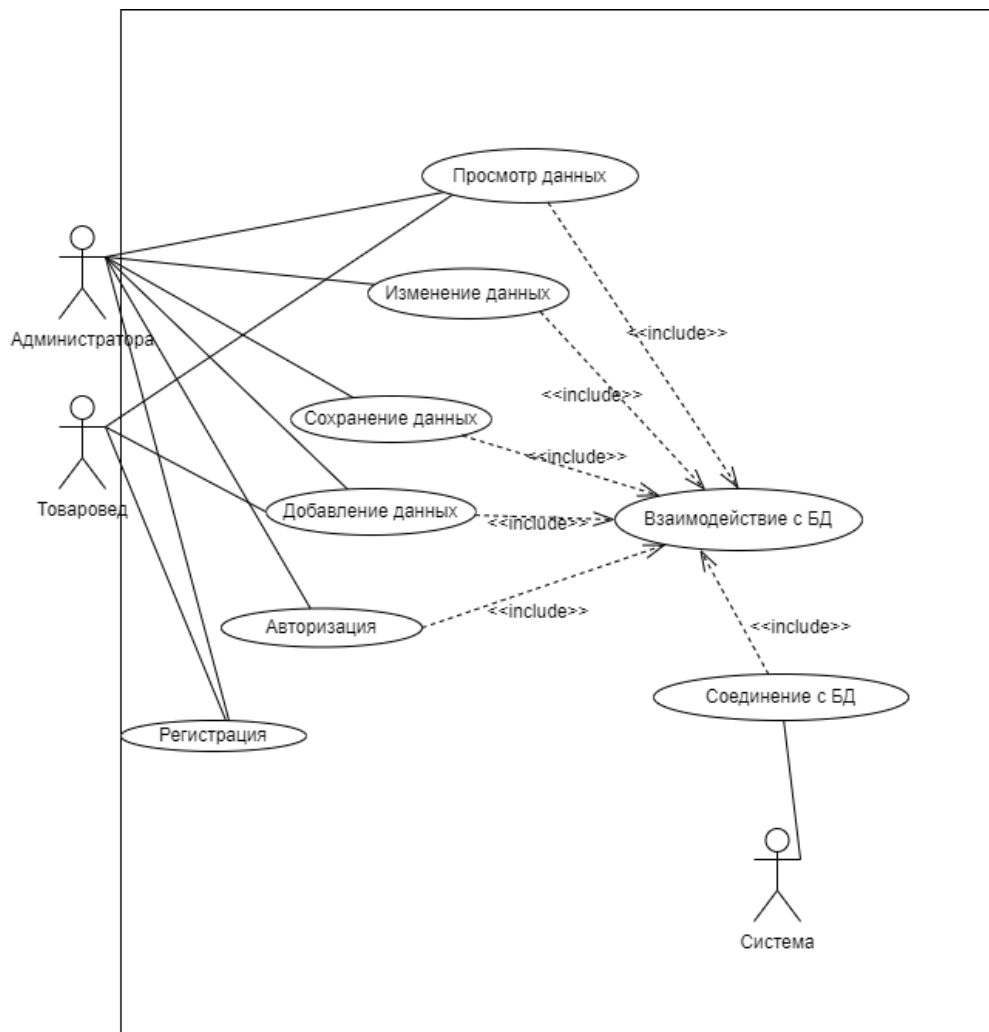 Просмотр данных
Изменение данных
<<include>>
Администратора
<<include>>
Сохранение данных
<<include>>
Товаровед
Добавление данных
<<include>>
Взаимодействие с БД
<<include>>
Авторизация
<<include>>
Соединение с БД
Регистрация
Система